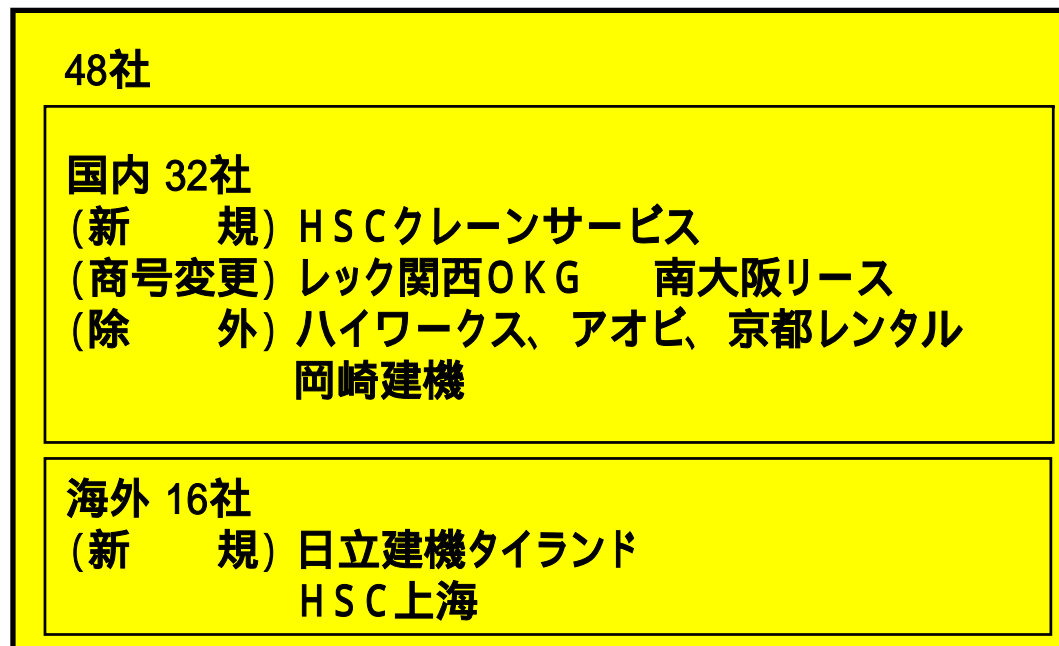 48社
国内 32社
(新　　規) HSCクレーンサービス
(商号変更) レック関西OKG　　南大阪リース
(除　　外) ハイワークス、アオビ、京都レンタル
岡崎建機
海外 16社
(新　　規) 日立建機タイランド
HSC上海